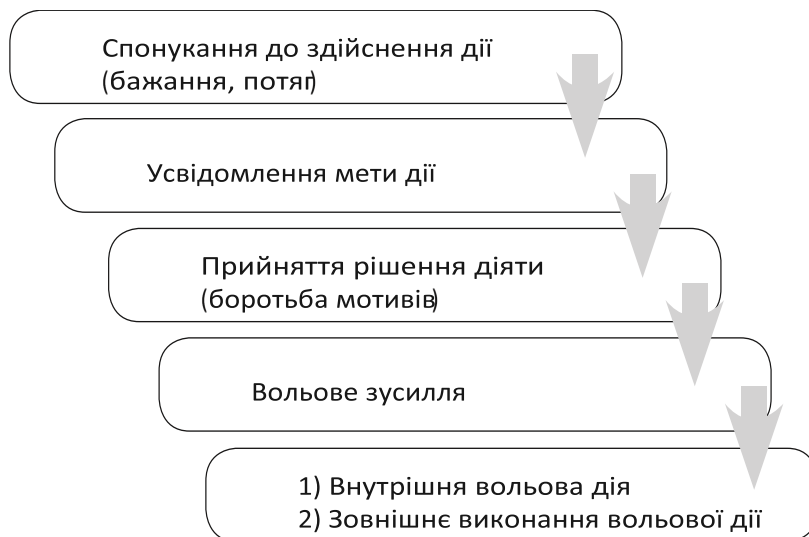 Спонукання до здійснення дії
(бажання, потяг)
Усвідомлення мети дії
Прийняття рішення діяти
(боротьба мотивів)
Вольове зусилля
1) Внутрішня вольова дія
2) Зовнішнє виконання вольової дії